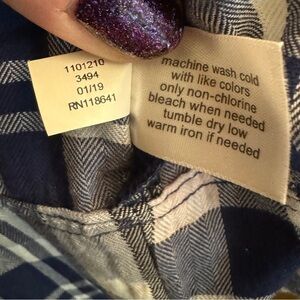 1101210
3494
01/19
RN118641
machine wash cold
with like colors
only non-chlorine
bleach when needed
tumble dry low
warm iron if needed